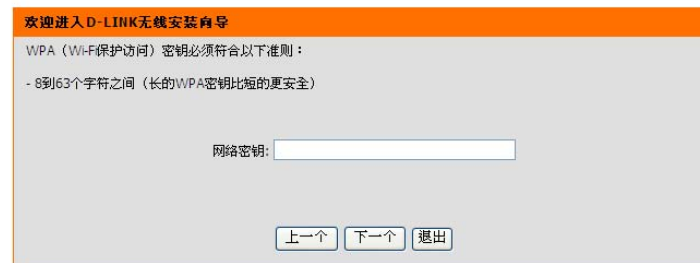 欢迎进入D-LINK无线安装向导
WPA（Wi-Fi保护访问）密钥必须符合以下准则：
- 8到63个字符之间（长的WPA密钥比短的更安全）
网络密钥:
上一个 下一个 退出